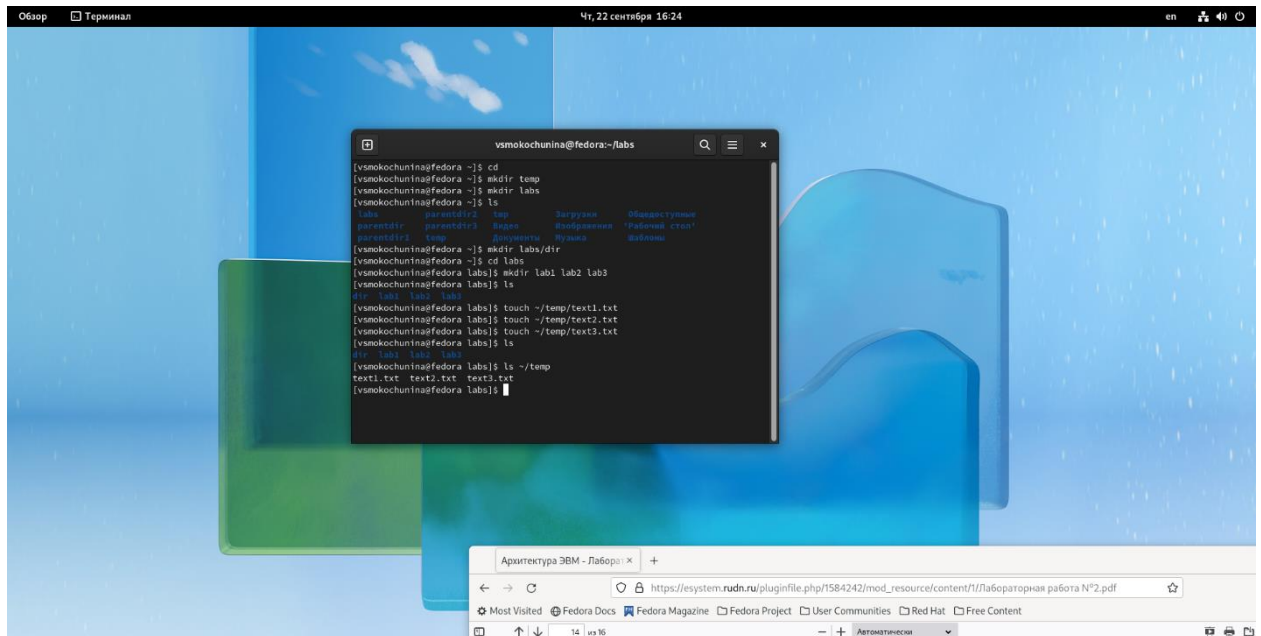 Обзор Терминал Чт, 22 сентября 16:24 en
vsmokochunina@fedora:~/labs
[vsmokochunina@fedora ~]$ cd
[vsmokochunina@fedora ~]$ mkdir temp
[vsmokochunina@fedora ~]$ mkdir labs
[vsmokochunina@fedora ~]$ ls
labs parentdir2 tmp Загрузки Общедоступные
parentdir parentdir3 Видео Изображения 'Рабочий стол'
parentdir1 temp Документы Музыка Шаблоны
[vsmokochunina@fedora ~]$ mkdir labs/dir
[vsmokochunina@fedora ~]$ cd labs
[vsmokochunina@fedora labs]$ mkdir lab1 lab2 lab3
[vsmokochunina@fedora labs]$ ls
dir lab1 lab2 lab3
[vsmokochunina@fedora labs]$ touch ~/temp/text1.txt
[vsmokochunina@fedora labs]$ touch ~/temp/text2.txt
[vsmokochunina@fedora labs]$ touch ~/temp/text3.txt
[vsmokochunina@fedora labs]$ ls
dir lab1 lab2 lab3
[vsmokochunina@fedora labs]$ ls ~/temp
text1.txt text2.txt text3.txt
[vsmokochunina@fedora labs]$
Архитектура ЭВМ - Лаборат
https://esystem.rudn.ru/pluginfile.php/1584242/mod_resource/content/1/Лабораторная работа №2.pdf
Most Visited Fedora Docs Fedora Magazine Fedora Project User Communities Red Hat Free Content
14 из 16 Автоматически